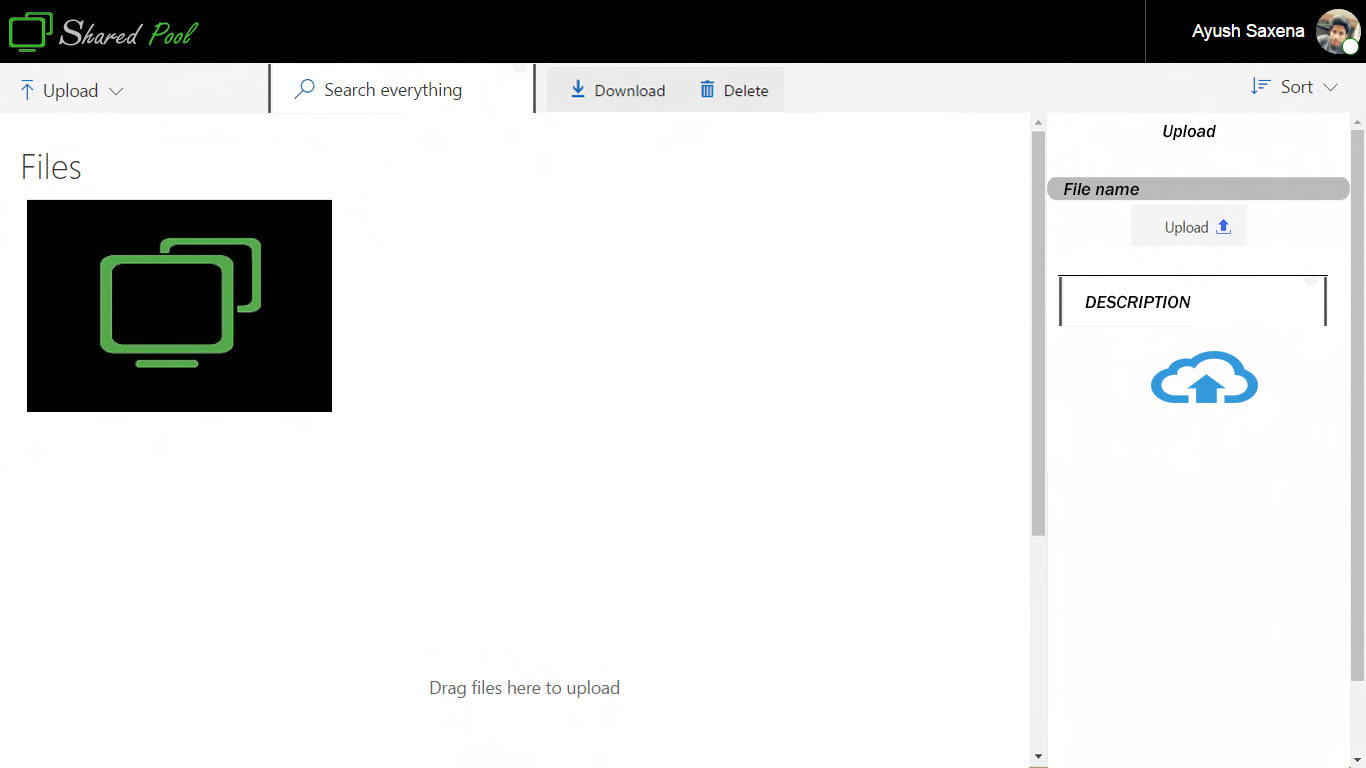 Shared Pool
Ayush Saxena
Upload
Search everything
Download
Delete
Sort
Files
Drag files here to upload
Upload
File name
Upload
DESCRIPTION